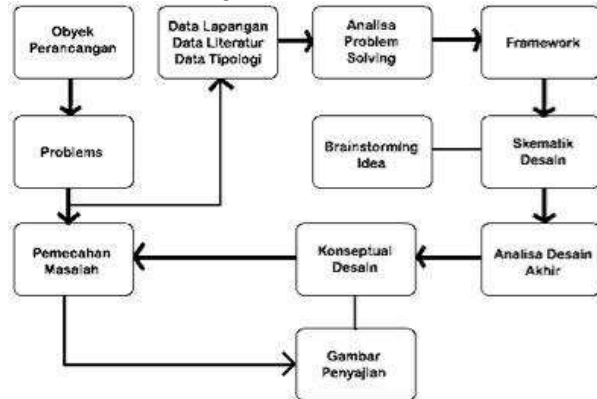 Obyek
Perancangan
Data Lapangan
Data Literatur
Data Tipologi
Analisa
Problem
Solving
Framework
Problems
Brainstorming
Idea
Skematik
Desain
Pemecahan
Masalah
Konseptual
Desain
Analisa Desain
Akhir
Gambar
Penyajian